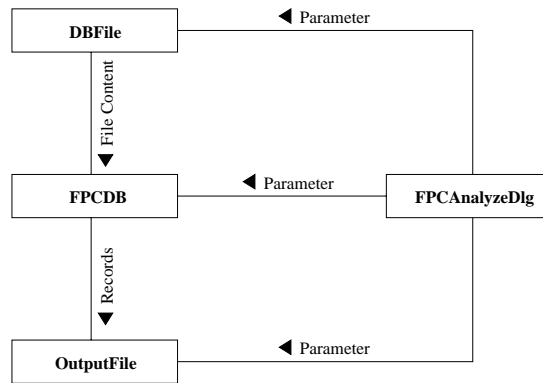 Parameter
DBFile
File Content
Parameter
FPCDB
FPCAnalyzeDlg
Records
Parameter
OutputFile